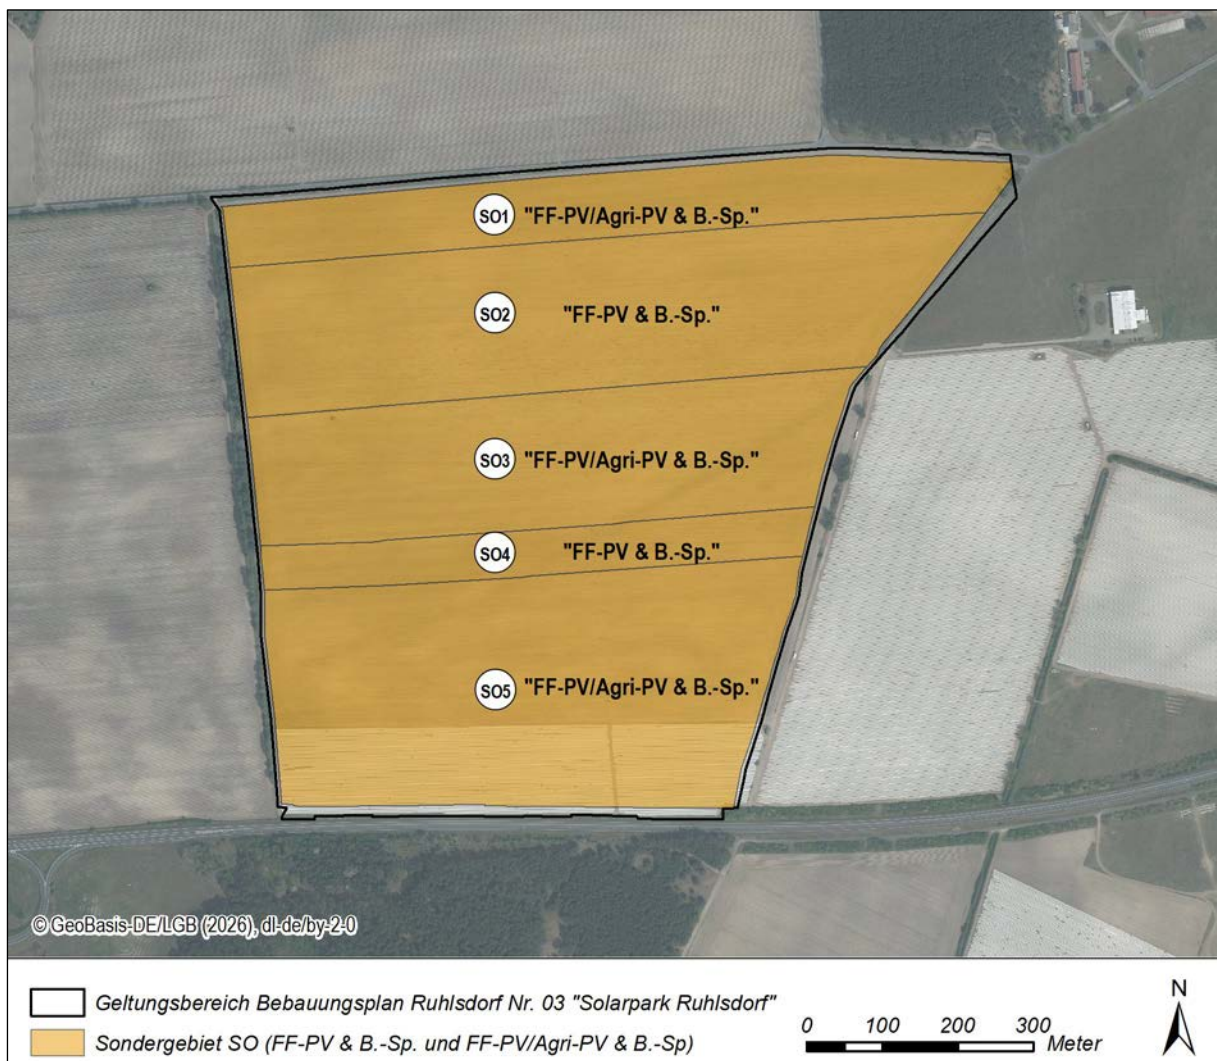 SO1 "FF-PV/Agri-PV & B.-Sp."
SO2 "FF-PV & B.-Sp."
SO3 "FF-PV/Agri-PV & B.-Sp."
SO4 "FF-PV & B.-Sp."
SO5 "FF-PV/Agri-PV & B.-Sp."
© GeoBasis-DE/LGB (2026), dl-de/by-2-0
Geltungsbereich Bebauungsplan Ruhlsdorf Nr. 03 "Solarpark Ruhlsdorf"
Sondergebiet SO (FF-PV & B.-Sp. und FF-PV/Agri-PV & B.-Sp)
0 100 200 300 Meter
N